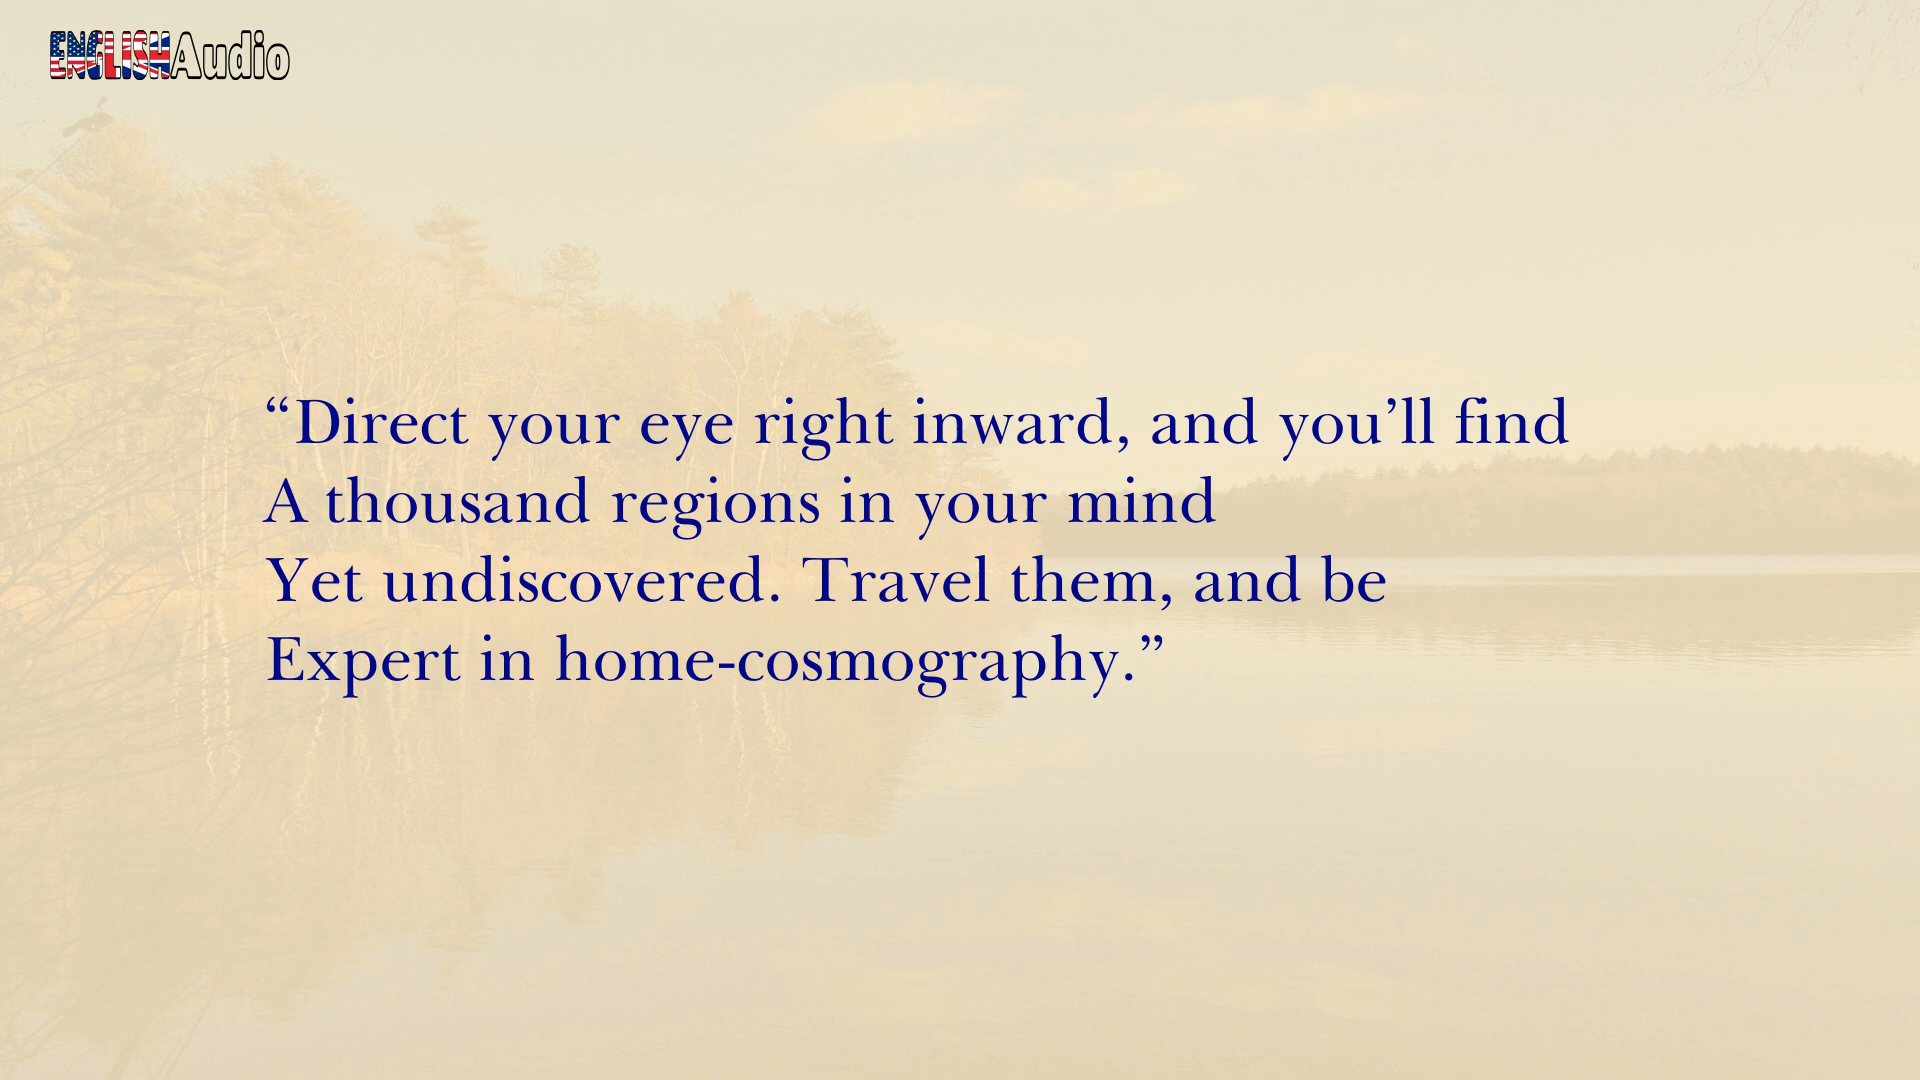 ENGLISHAudio
“Direct your eye right inward, and you’ll find
A thousand regions in your mind
Yet undiscovered. Travel them, and be
Expert in home-cosmography.”